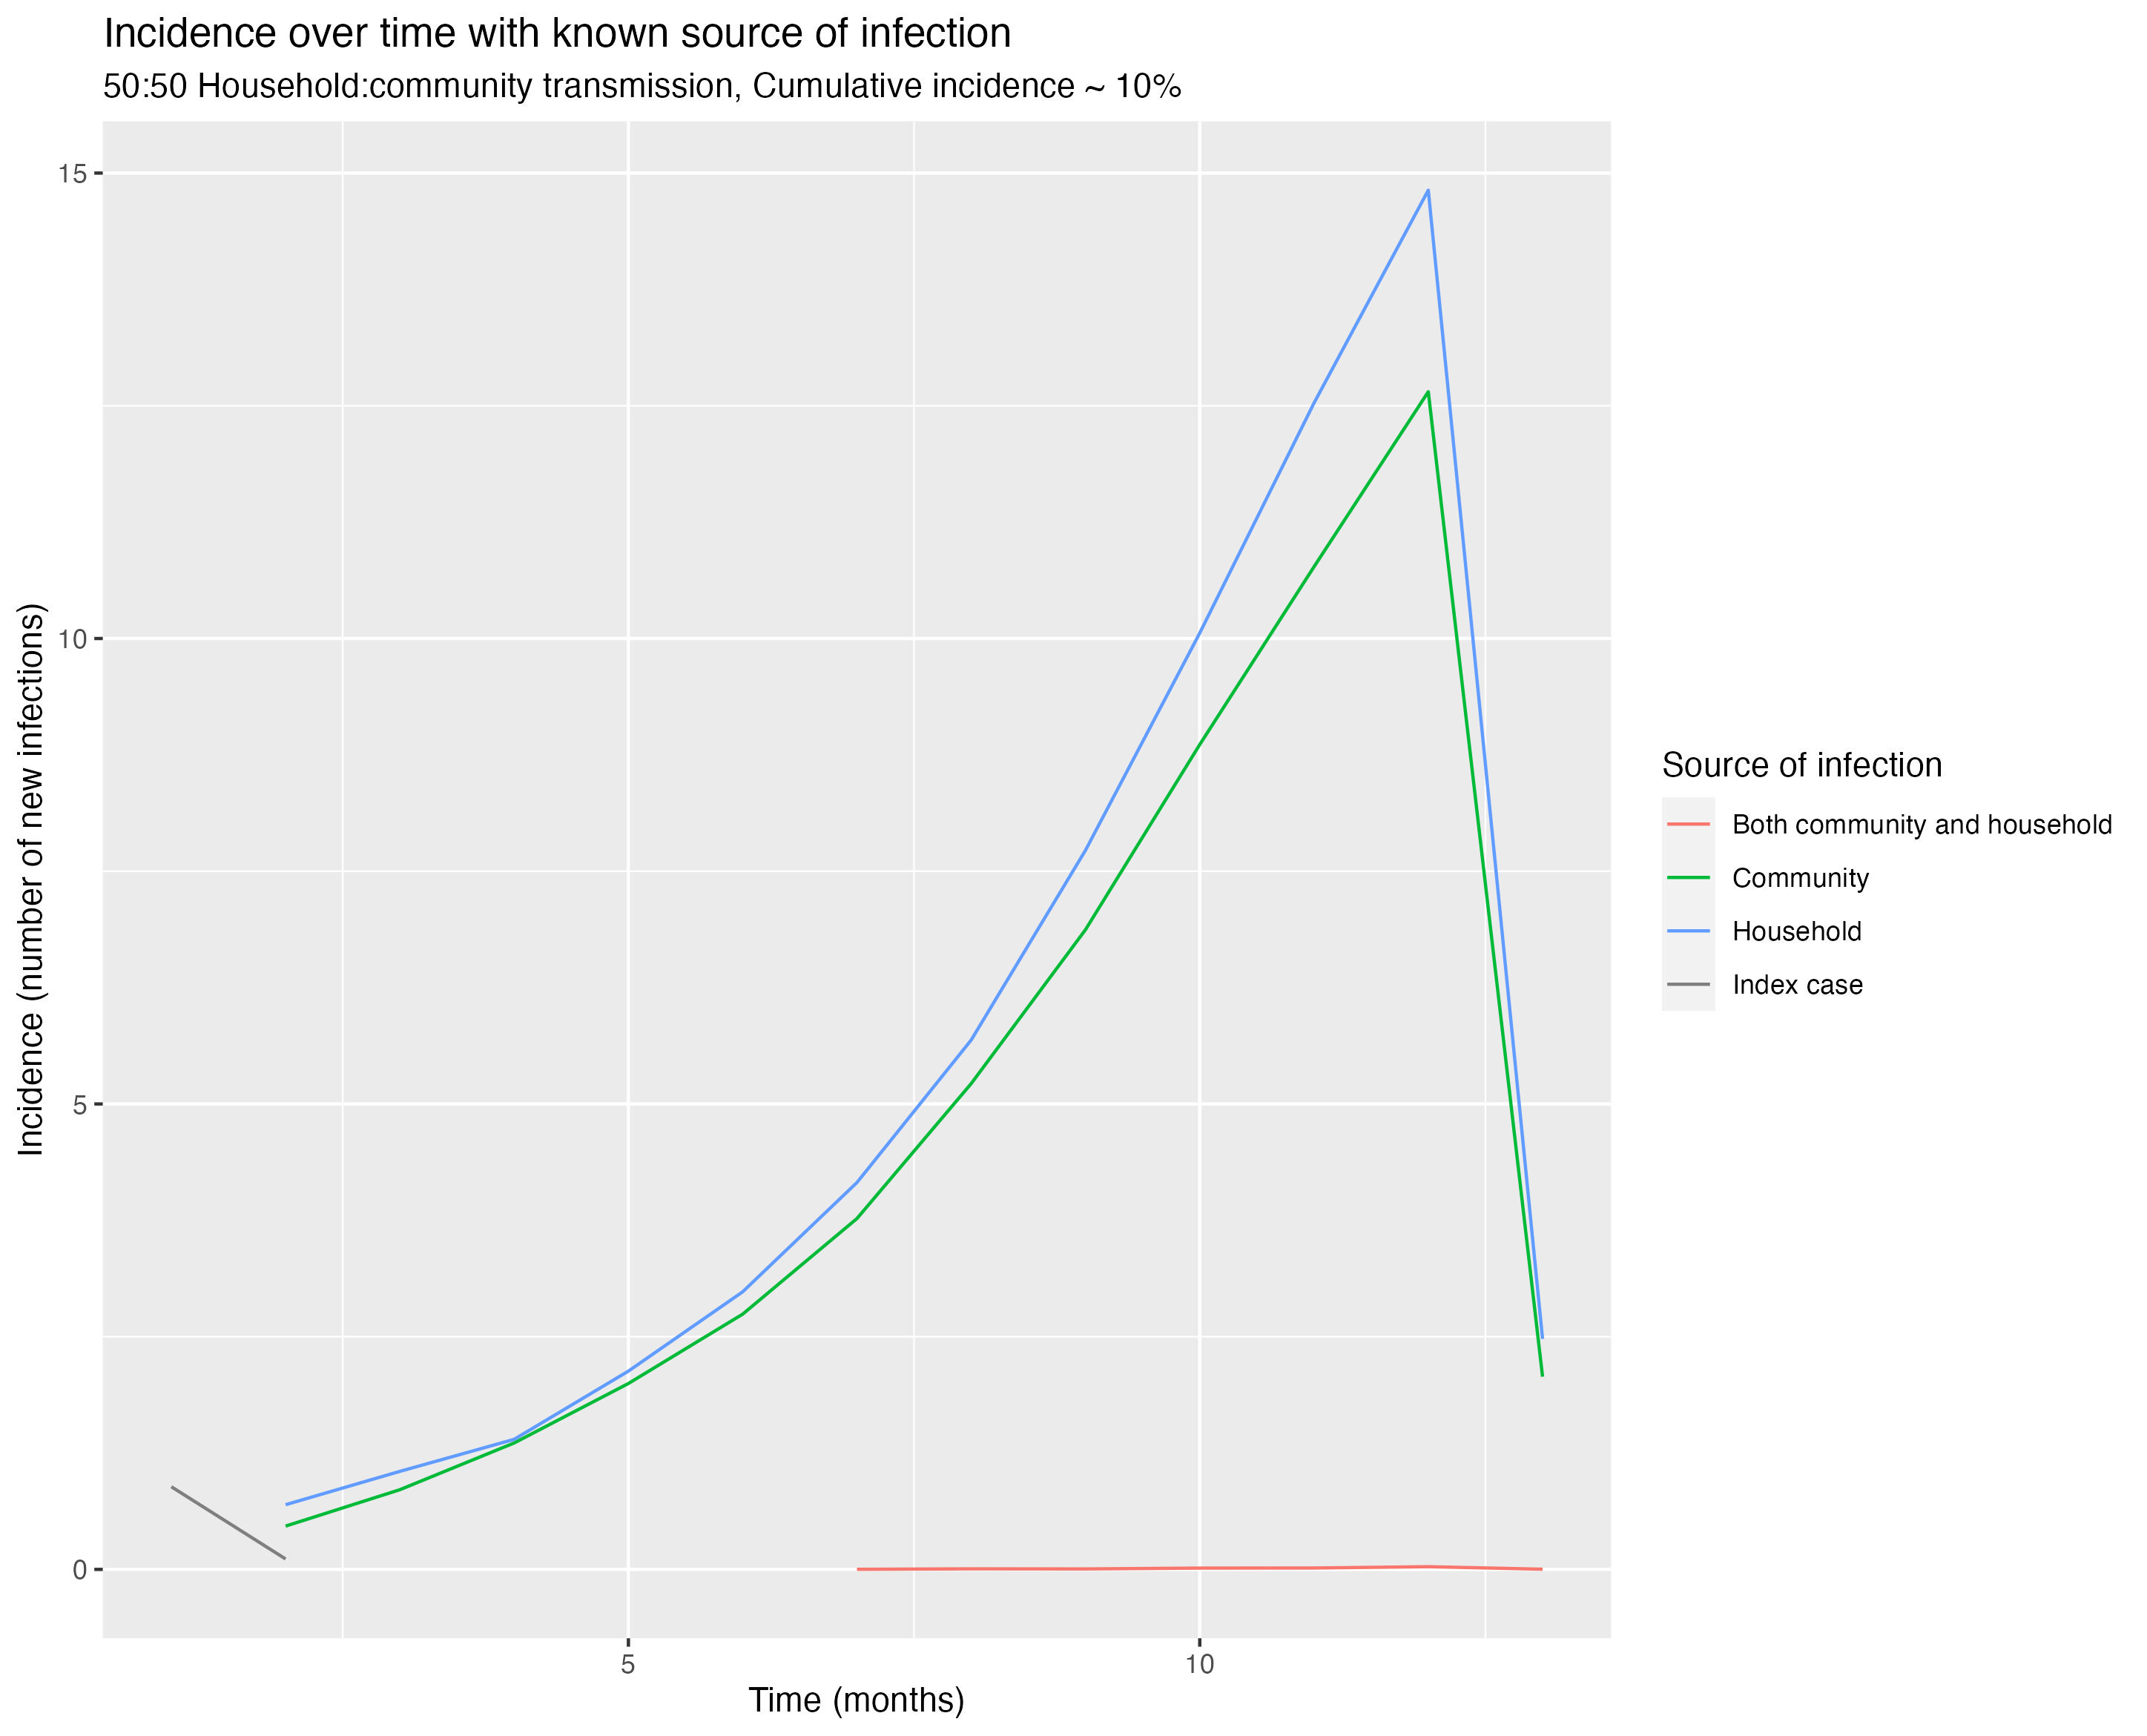 Incidence over time with known source of infection
50:50 Household:community transmission, Cumulative incidence ~ 10%
Incidence (number of new infections)
15
10
5
0
5
10
Time (months)
Source of infection
Both community and household
Community
Household
Index case